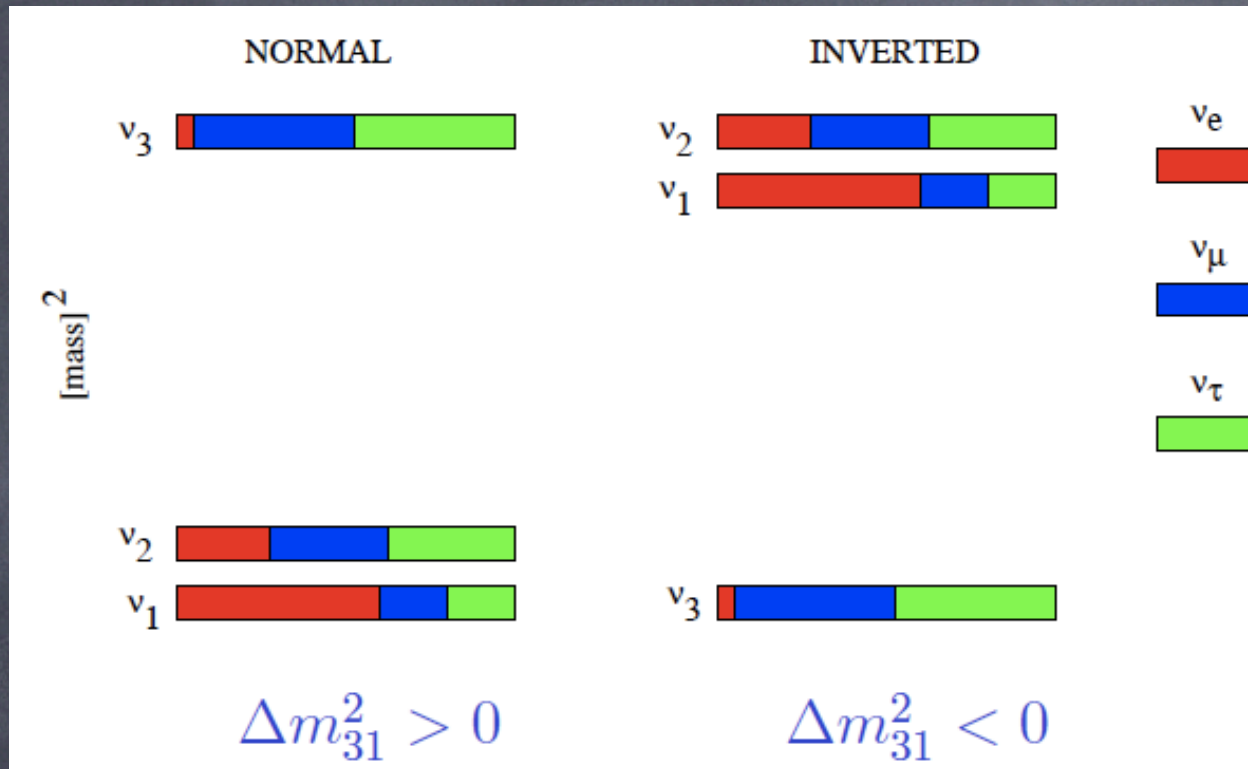 NORMAL
INVERTED
ν3
ν2
ν1
νe
νμ
ντ
[mass]²
ν2
ν1
ν3
Δm²₃₁ > 0
Δm²₃₁ < 0